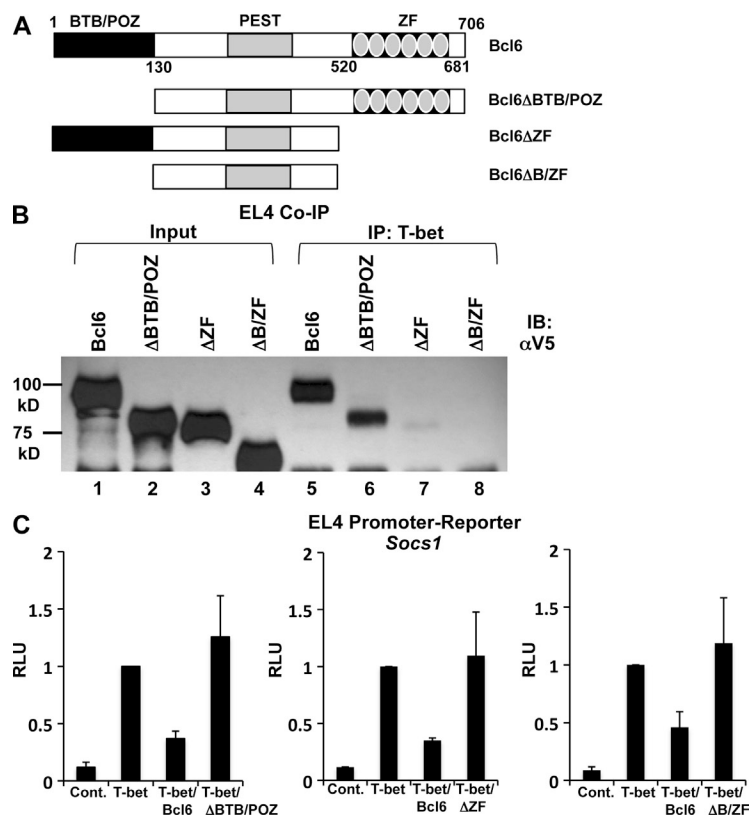 A
1 BTB/POZ PEST ZF 706
Bcl6
130 520 681
Bcl6ΔBTB/POZ
Bcl6ΔZF
Bcl6ΔB/ZF
B
EL4 Co-IP
Input IP: T-bet
Bcl6 ΔBTB/POZ ΔZF ΔB/ZF Bcl6 ΔBTB/POZ ΔZF ΔB/ZF
IB:
αV5
100
kD
75
kD
1 2 3 4 5 6 7 8
C
EL4 Promoter-Reporter
Socs1
2
1.5
1
0.5
0
RLU
Cont. T-bet T-bet/ T-bet/
Bcl6 ΔBTB/POZ
2
1.5
1
0.5
0
RLU
Cont. T-bet T-bet/ T-bet/
Bcl6 ΔZF
2
1.5
1
0.5
0
RLU
Cont. T-bet T-bet/ T-bet/
Bcl6 ΔB/ZF